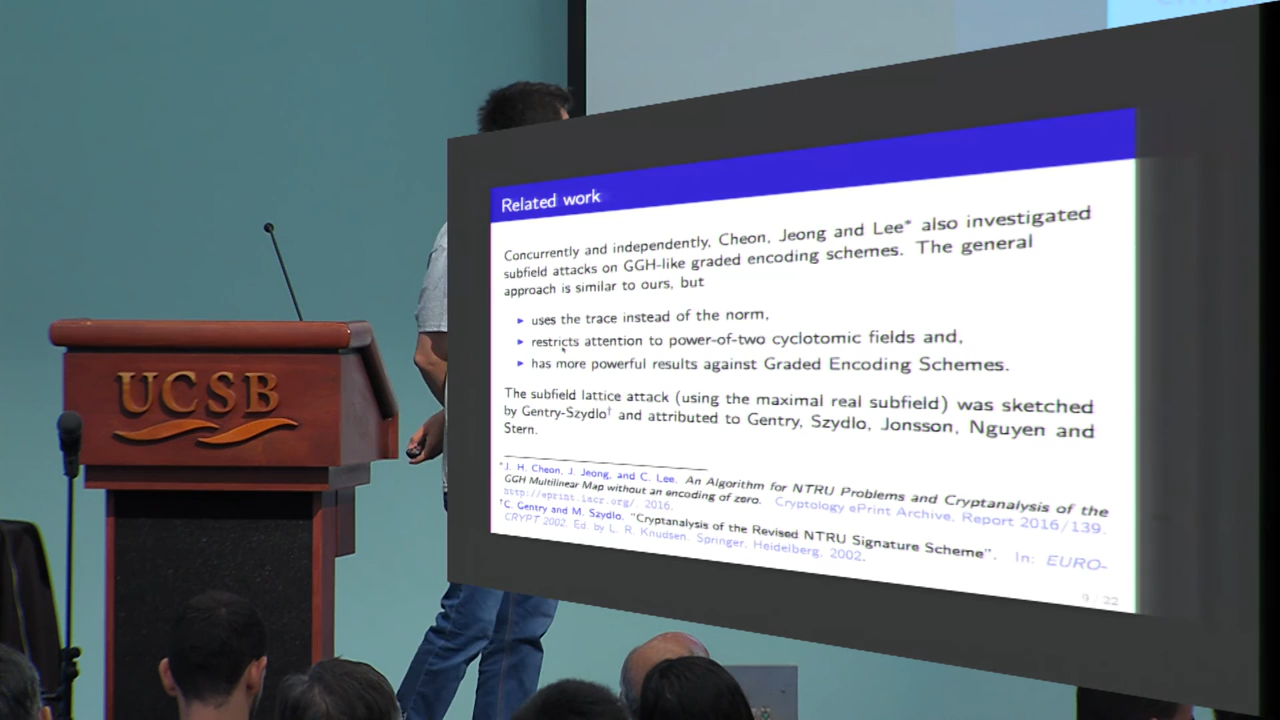 UCSB
Related work
Concurrently and independently, Cheon, Jeong and Lee* also investigated
subfield attacks on GGH-like graded encoding schemes. The general
approach is similar to ours, but
▶ uses the trace instead of the norm,
▶ restricts attention to power-of-two cyclotomic fields and,
▶ has more powerful results against Graded Encoding Schemes.
The subfield lattice attack (using the maximal real subfield) was sketched
by Gentry-Szydlo† and attributed to Gentry, Szydlo, Jonsson, Nguyen and
Stern.
*J. H. Cheon, J. Jeong, and C. Lee. An Algorithm for NTRU Problems and Cryptanalysis of the
GGH Multilinear Map without an encoding of zero. Cryptology ePrint Archive, Report 2016/139.
http://eprint.iacr.org/. 2016.
†C. Gentry and M. Szydlo. "Cryptanalysis of the Revised NTRU Signature Scheme". In: EURO-
CRYPT 2002. Ed. by L. R. Knudsen. Springer, Heidelberg, 2002.
9 / 22